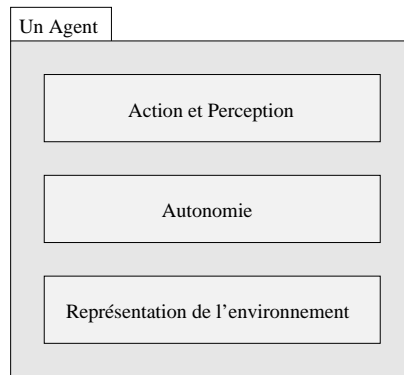 Un Agent
Action et Perception
Autonomie
Représentation de l'environnement